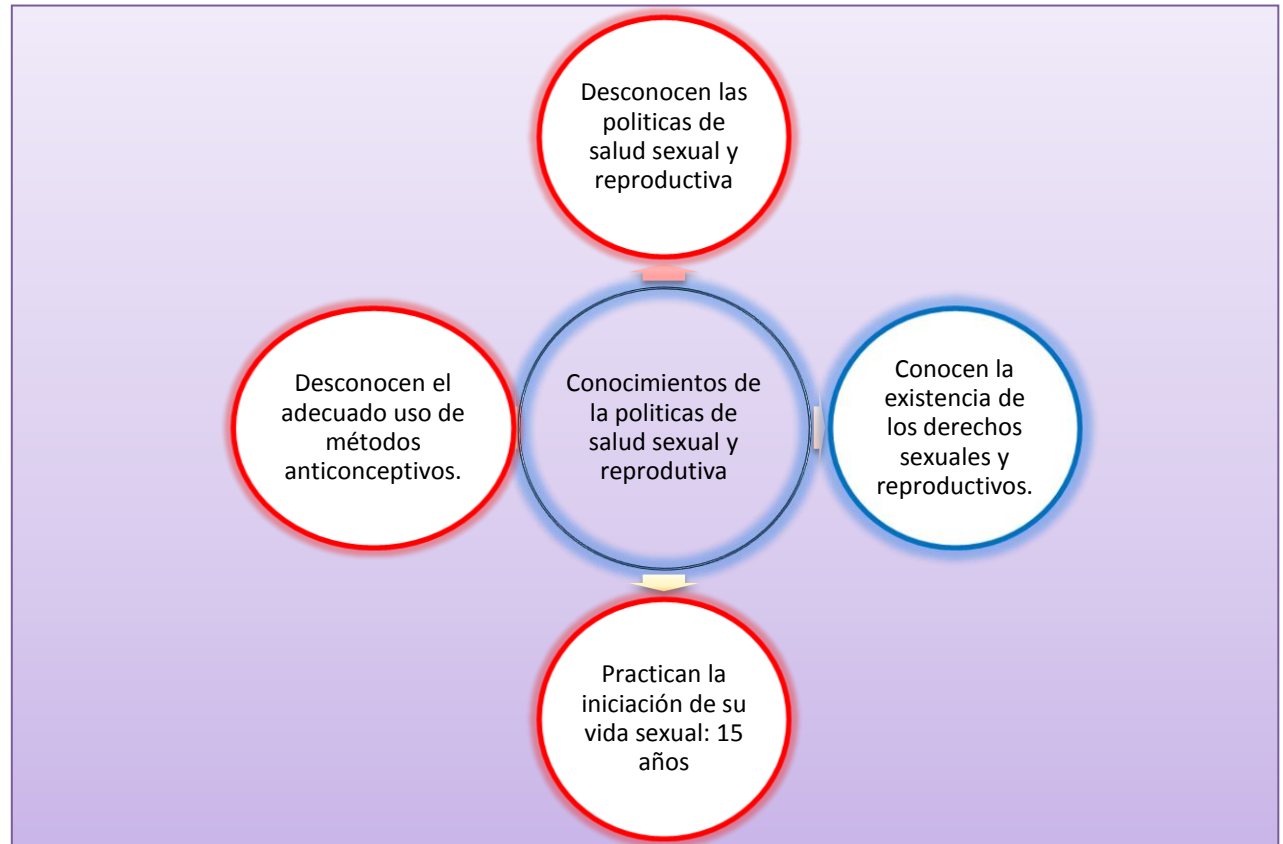 Desconocen las
politicas de
salud sexual y
reproductiva
Desconocen el
adecuado uso de
métodos
anticonceptivos.
Conocimientos de
la politicas de
salud sexual y
reprodutiva
Conocen la
existencia de
los derechos
sexuales y
reproductivos.
Practican la
iniciación de su
vida sexual: 15
años